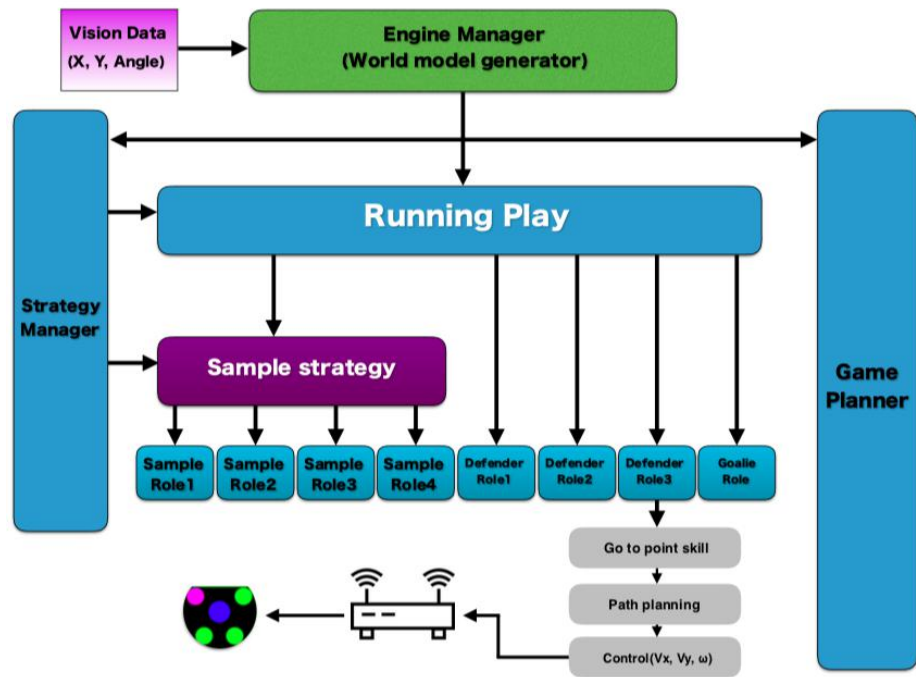 Vision Data
(X, Y, Angle)
Engine Manager
(World model generator)
Running Play
Strategy
Manager
Sample strategy
Game
Planner
Sample
Role1
Sample
Role2
Sample
Role3
Sample
Role4
Defender
Role1
Defender
Role2
Defender
Role3
Goalie
Role
Go to point skill
Path planning
Control(Vx, Vy, ω)